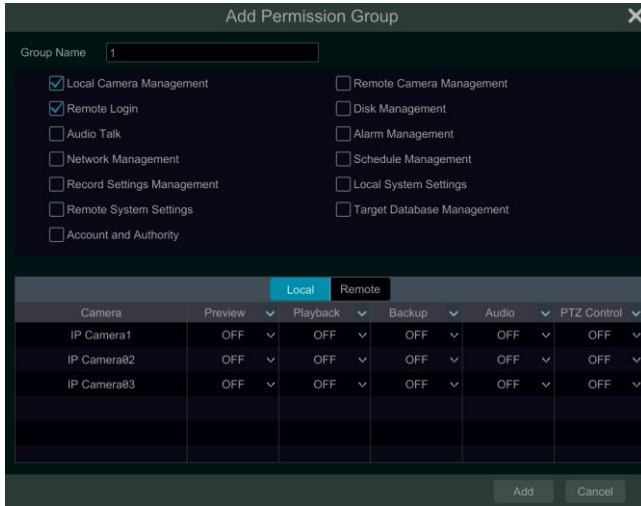 Add Permission Group
Group Name 1
Local Camera Management Remote Camera Management
Remote Login Disk Management
Audio Talk Alarm Management
Network Management Schedule Management
Record Settings Management Local System Settings
Remote System Settings Target Database Management
Account and Authority
Local Remote
Camera Preview Playback Backup Audio PTZ Control
IP Camera1 OFF OFF OFF OFF OFF
IP Camera02 OFF OFF OFF OFF OFF
IP Camera03 OFF OFF OFF OFF OFF
Add Cancel